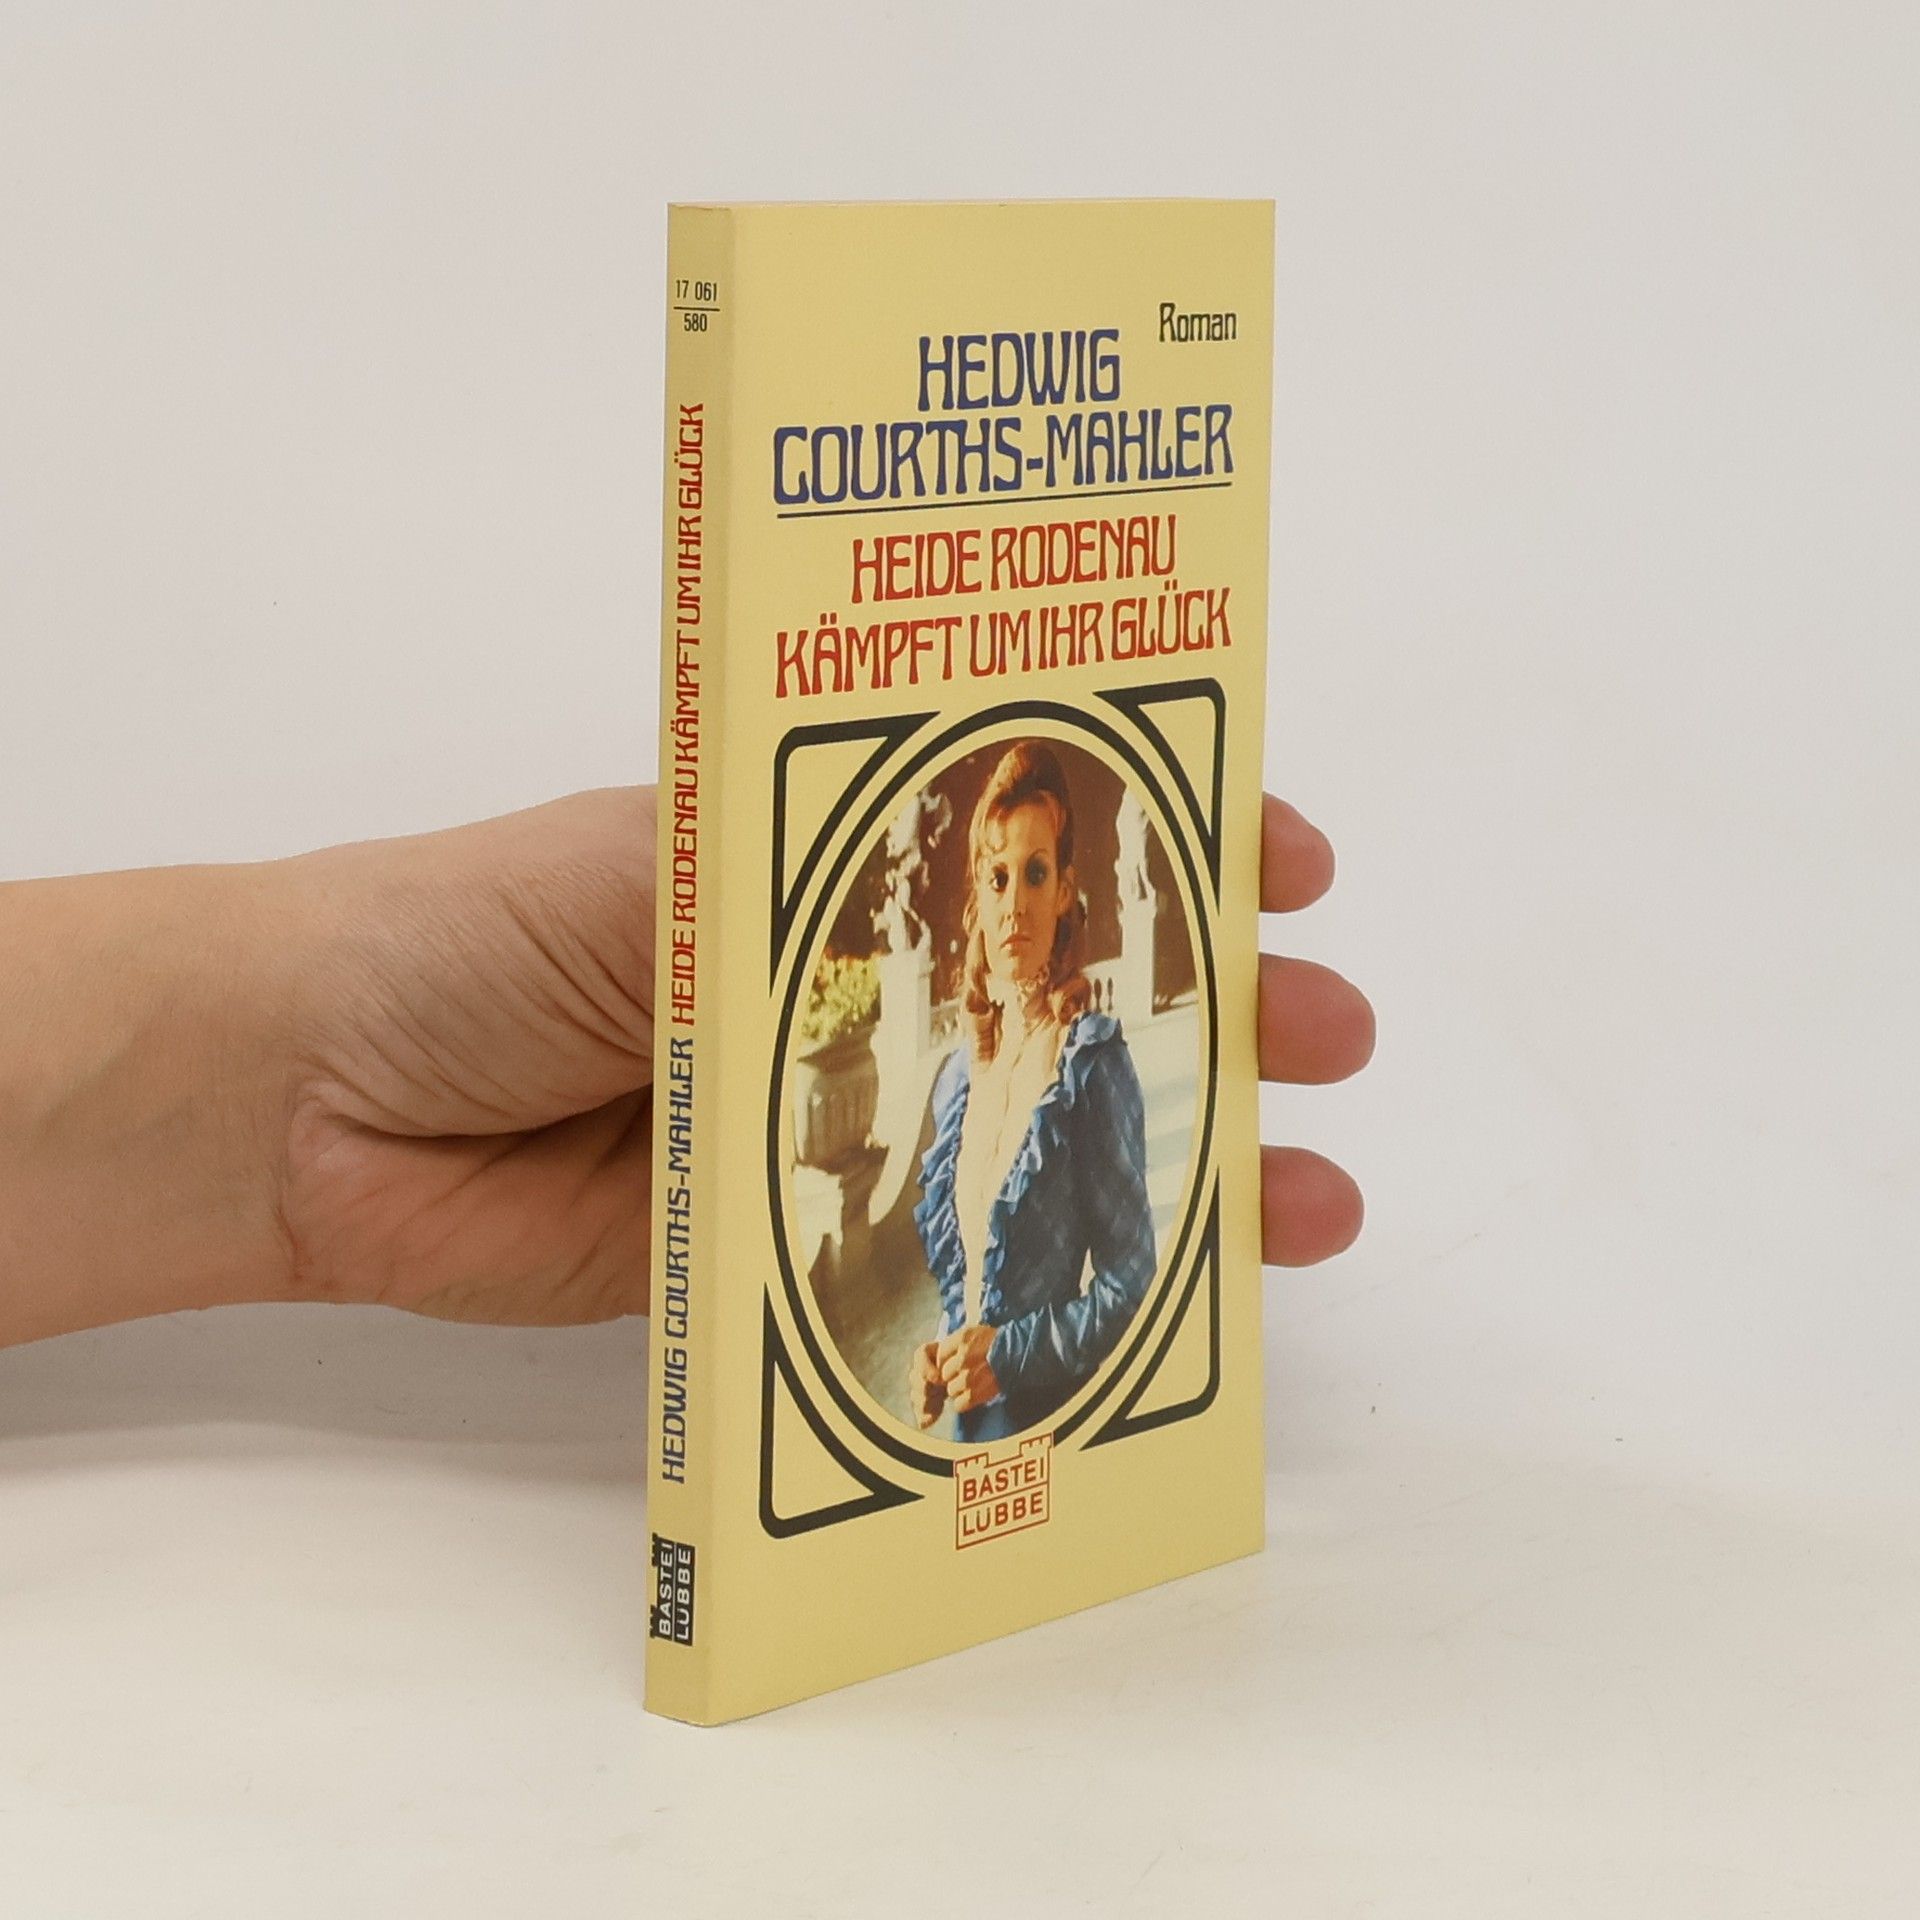 17 061
580
HEDWIG COURTHS-MAHLER HEIDE RODENAU KÄMPFT UM IHR GLÜCK
BASTEI
LÜBBE
Roman
HEDWIG
COURTHS-MAHLER
HEIDE RODENAU
KÄMPFT UM IHR GLÜCK
BASTEI
LÜBBE